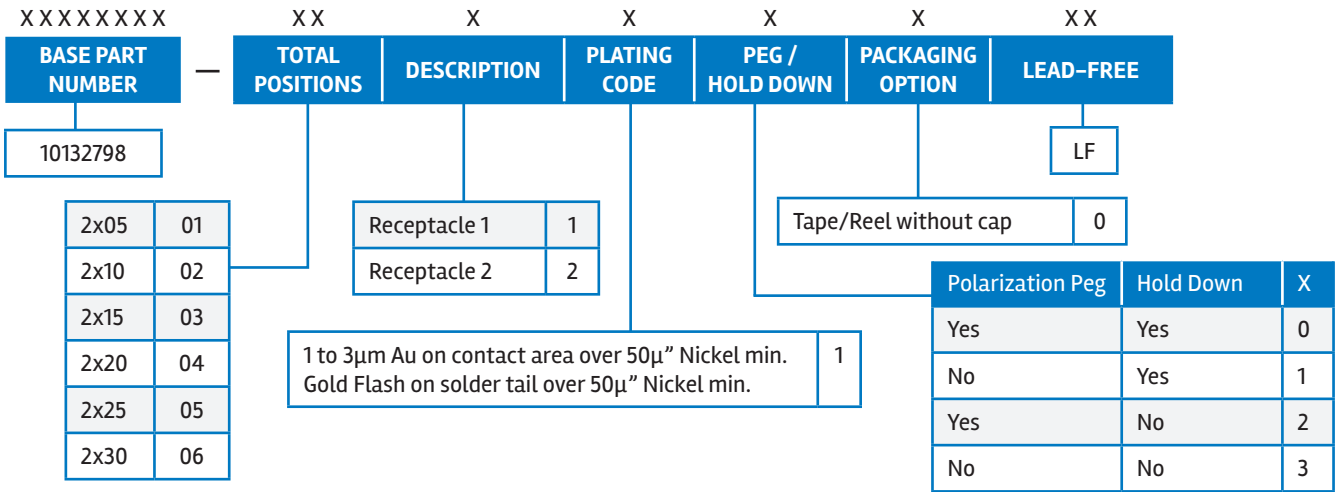 XXXXXXXX XX X X X X XX
BASE PART NUMBER — TOTAL POSITIONS DESCRIPTION PLATING CODE PEG / HOLD DOWN PACKAGING OPTION LEAD-FREE
10132798
LF
2x05 01
2x10 02
2x15 03
2x20 04
2x25 05
2x30 06
Receptacle 1 1
Receptacle 2 2
1 to 3µm Au on contact area over 50µ” Nickel min. 1
Gold Flash on solder tail over 50µ” Nickel min.
Tape/Reel without cap 0
Polarization Peg Hold Down X
Yes Yes 0
No Yes 1
Yes No 2
No No 3